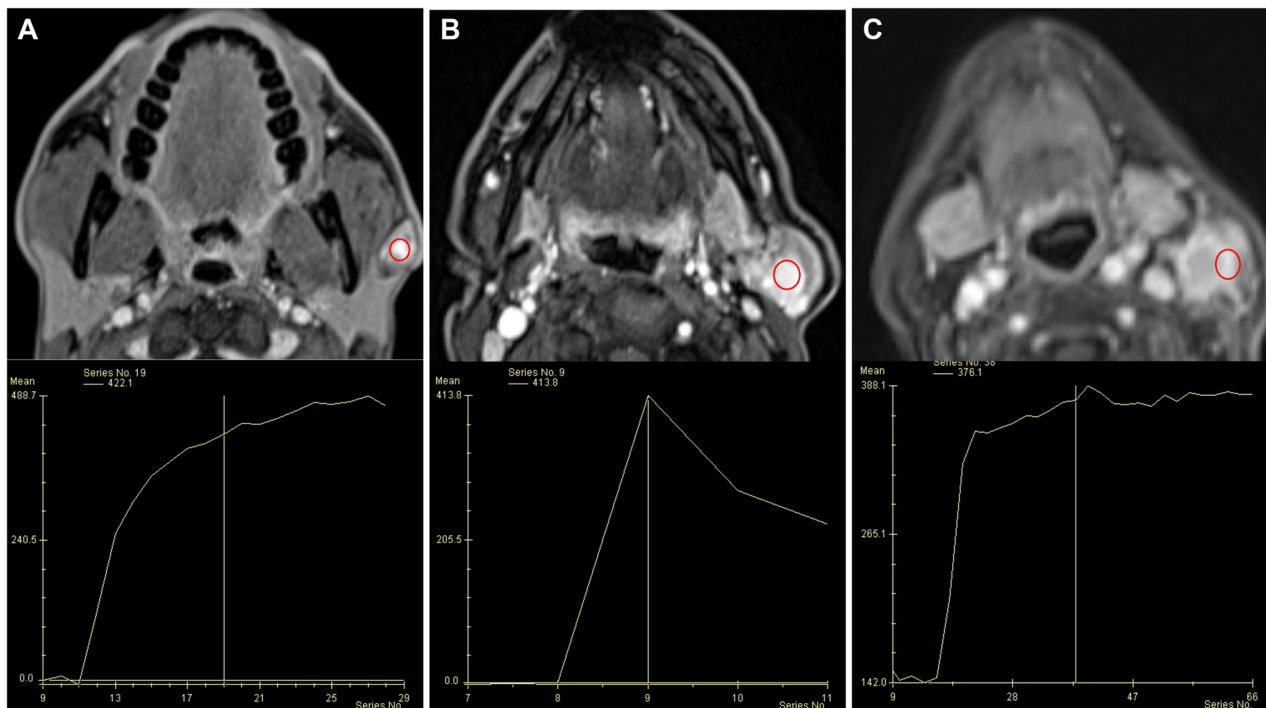 A
B
C
Series No. 19
Mean
422.1
488.7
240.5
0.0
9
13
17
21
25
29
Series No.
Series No. 9
Mean
413.8
413.8
205.5
0.0
7
8
9
10
11
Series No.
Series No. 38
Mean
376.1
388.1
265.1
142.0
9
28
47
66
Series No.